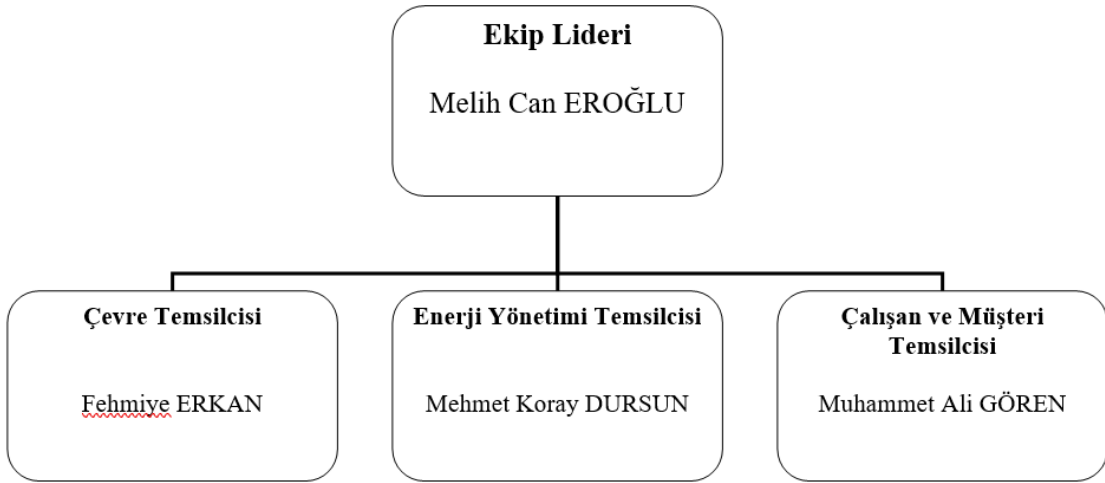 Ekip Lideri
Melih Can EROĞLU
Çevre Temsilcisi
Fehmiye ERKAN
Enerji Yönetimi Temsilcisi
Mehmet Koray DURSUN
Çalışan ve Müşteri
Temsilcisi
Muhammet Ali GÖREN